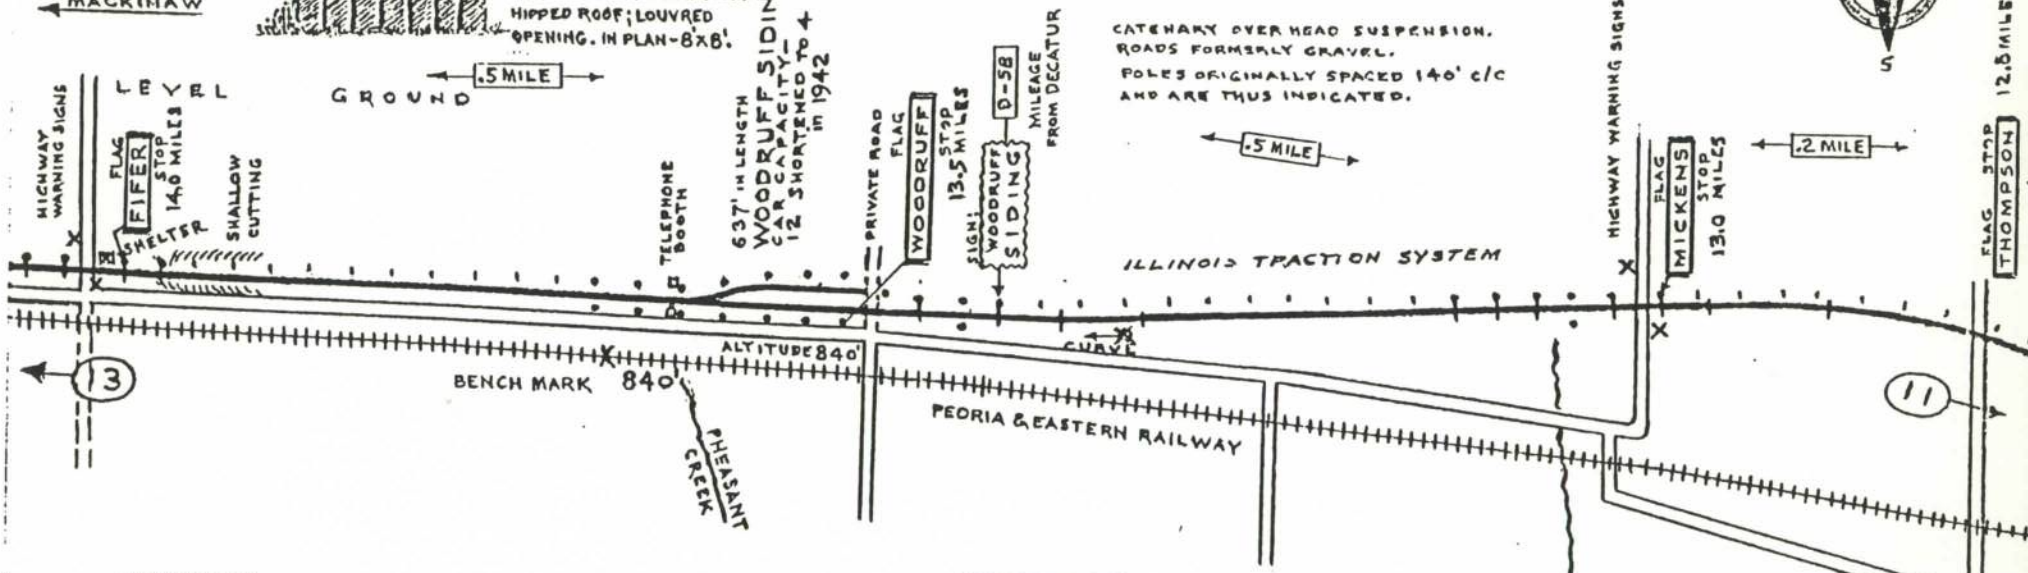 MACKINAW
HIPPED ROOF; LOUVRED
OPENING. IN PLAN-8'X8'.
.5 MILE
LEVEL
GROUND
HIGHWAY
WARNING SIGNS
FLAG
FIFER
STOP
14.0 MILES
SHELTER
SHALLOW
CUTTING
TELEPHONE
BOOTH
637' IN LENGTH
WOODRUFF SIDIN
CAR CAPACITY-
12 SHORTENED TO 4
in 1942
PRIVATE ROAD
FLAG
WOODRUFF
STOP
13.5 MILES
SIGN:
WOODRUFF
SIDING
D-58
MILEAGE
FROM DECATUR
CATENARY OVER HEAD SUSPENSION.
ROADS FORMERLY GRAVEL.
POLES ORIGINALLY SPACED 140' C/C
AND ARE THUS INDICATED.
.5 MILE
ILLINOIS TRACTION SYSTEM
HIGHWAY WARNING SIGNS
FLAG
MICKENS
STOP
13.0 MILES
.2 MILE
S
12.8 MILE
FLAG STOP
THOMPSON
CURVE
ALTITUDE 840'
BENCH MARK 840'
PHEASANT
CREEK
PEORIA & EASTERN RAILWAY
13
11